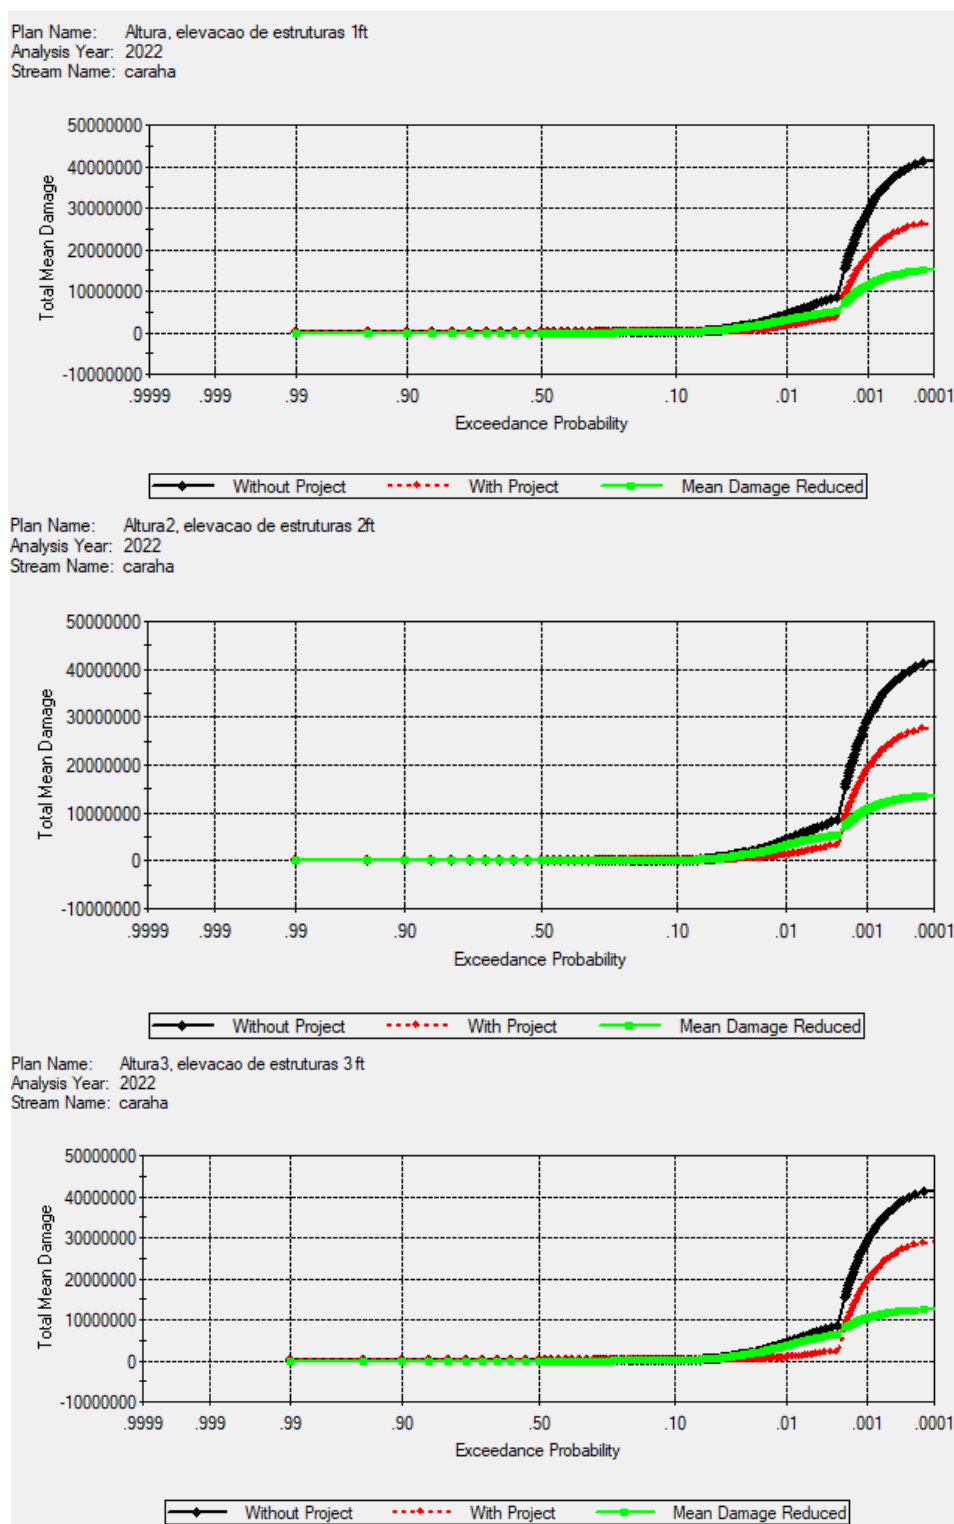 Plan Name: Altura, elevacao de estruturas 1ft
Analysis Year: 2022
Stream Name: caraha
50000000
40000000
30000000
20000000
10000000
0
-10000000
Total Mean Damage
.9999 .999 .99 .90 .50 .10 .01 .001 .0001
Exceedance Probability
Without Project With Project Mean Damage Reduced
Plan Name: Altura2, elevacao de estruturas 2ft
Analysis Year: 2022
Stream Name: caraha
50000000
40000000
30000000
20000000
10000000
0
-10000000
Total Mean Damage
.9999 .999 .99 .90 .50 .10 .01 .001 .0001
Exceedance Probability
Without Project With Project Mean Damage Reduced
Plan Name: Altura3, elevacao de estruturas 3 ft
Analysis Year: 2022
Stream Name: caraha
50000000
40000000
30000000
20000000
10000000
0
-10000000
Total Mean Damage
.9999 .999 .99 .90 .50 .10 .01 .001 .0001
Exceedance Probability
Without Project With Project Mean Damage Reduced